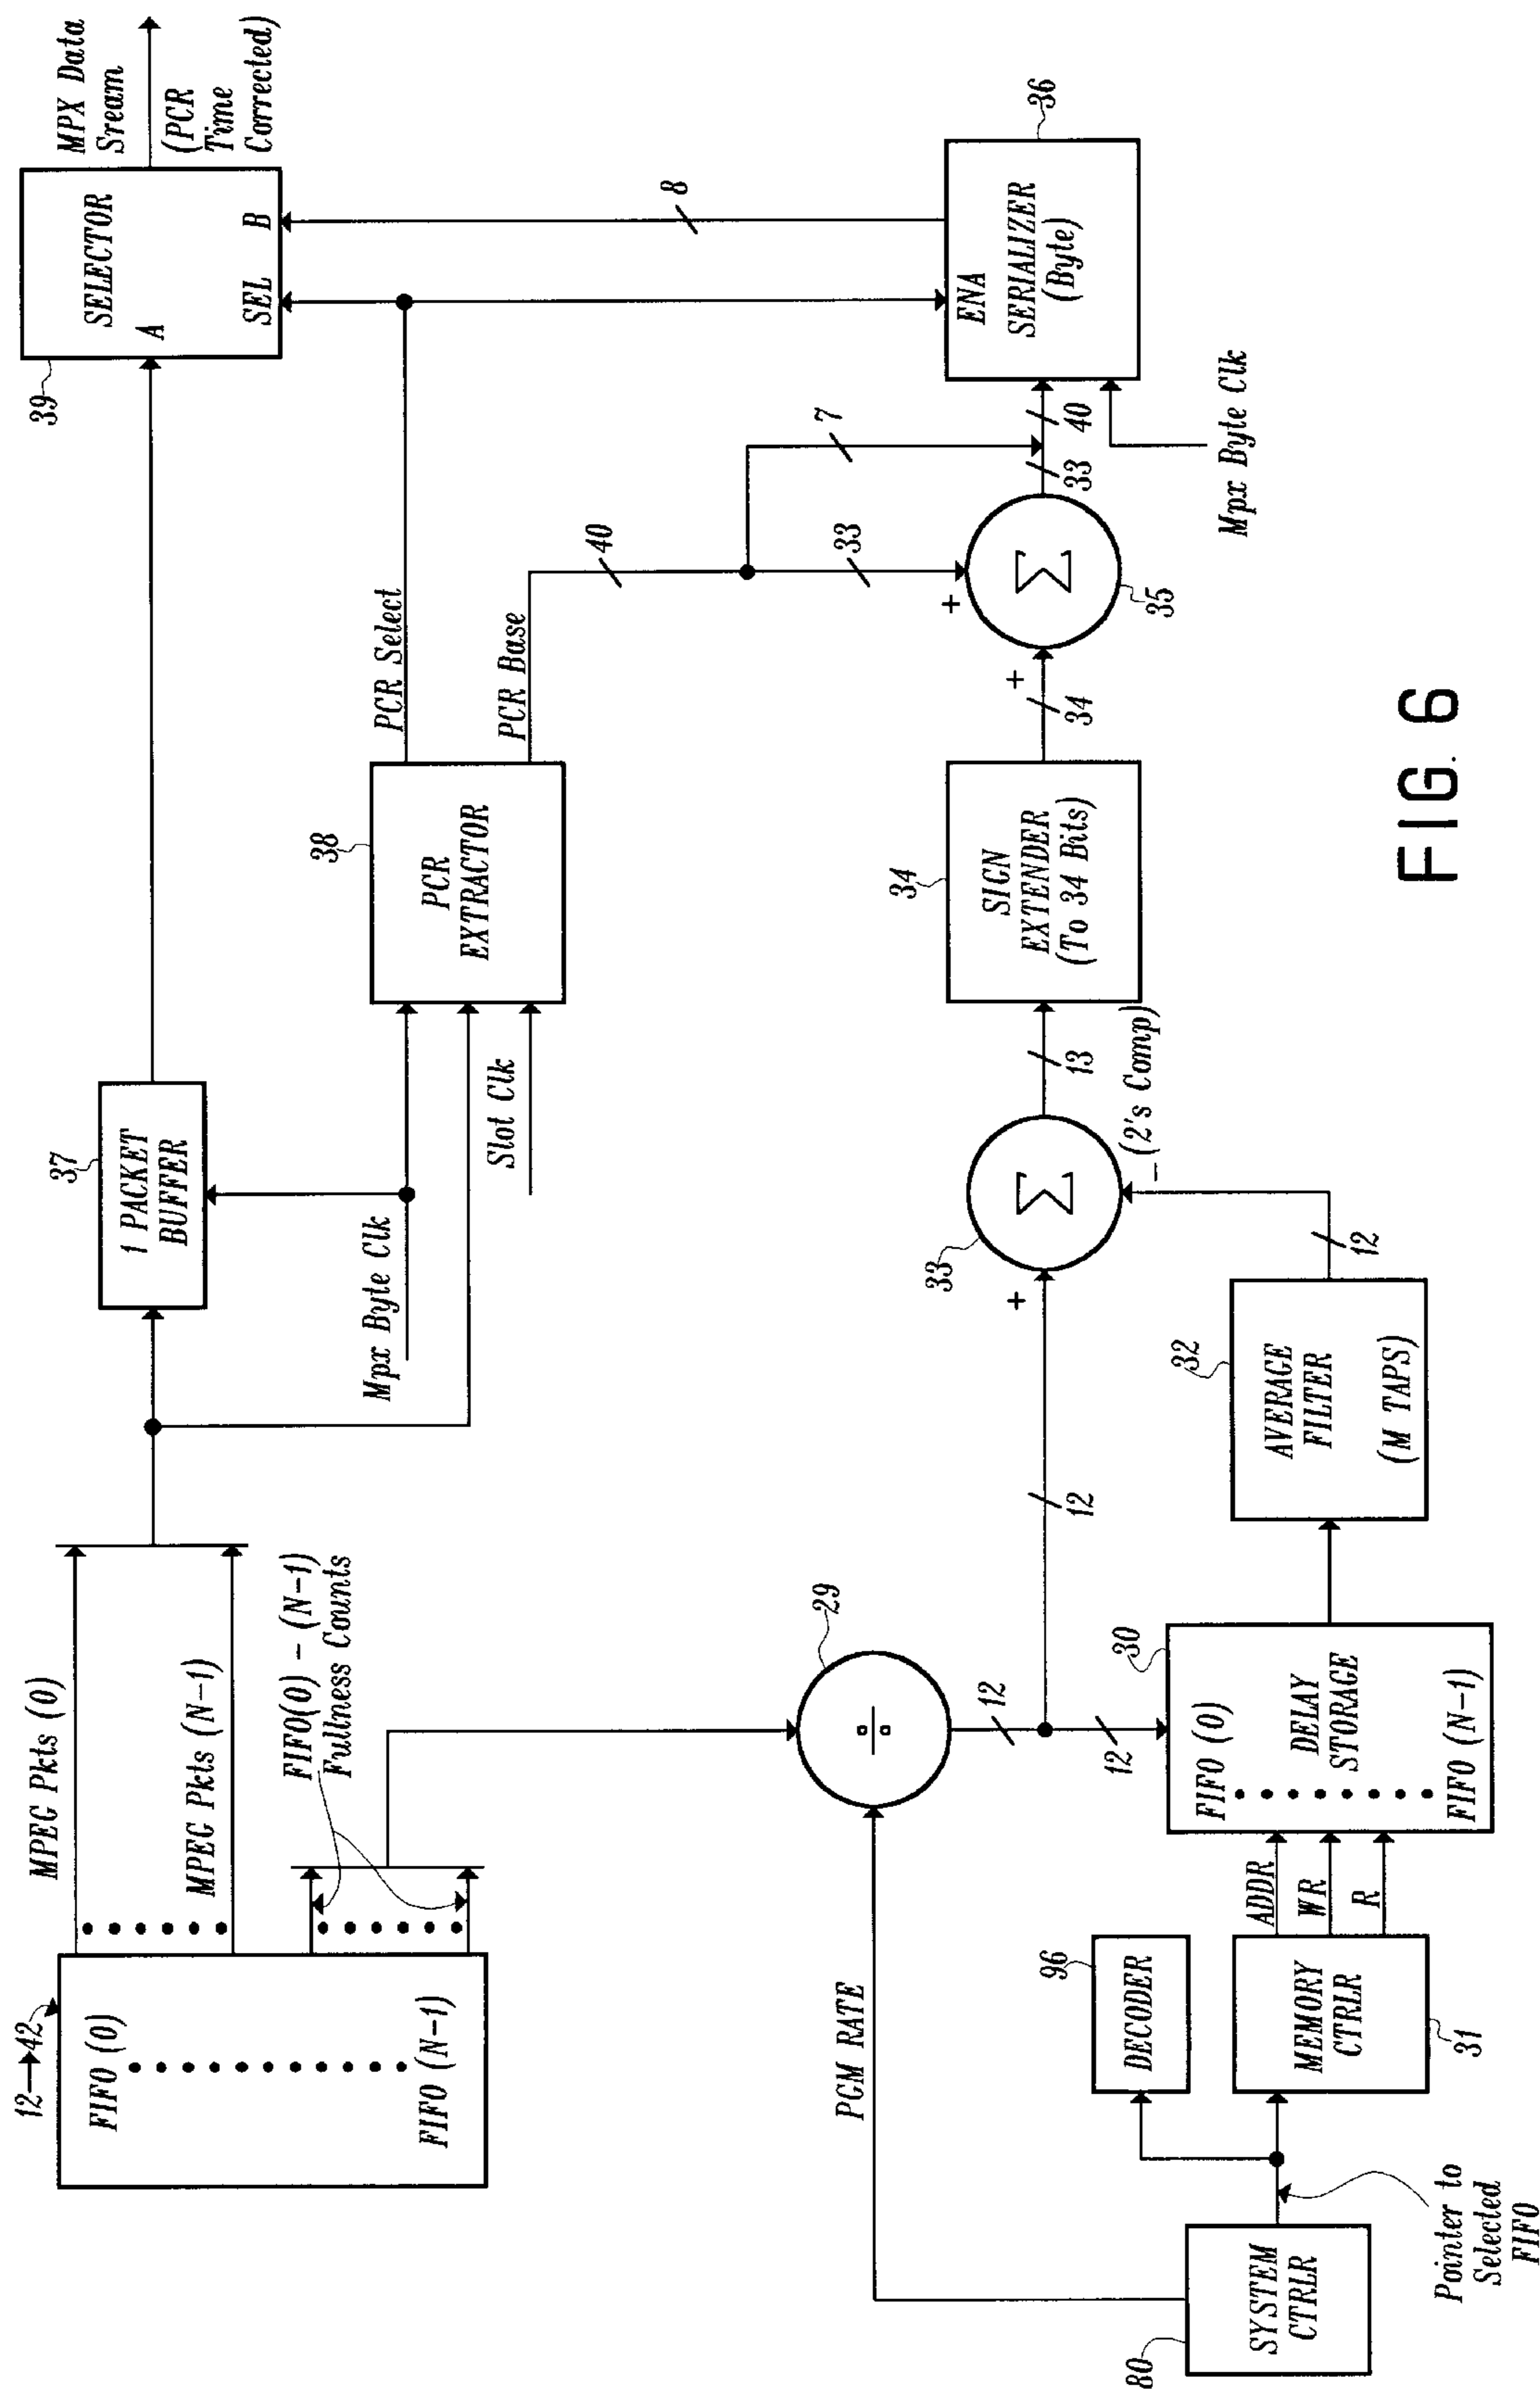 12→42
FIFO (0)
FIFO (N-1)
MPEG Pkts (0)
MPEG Pkts (N-1)
FIFO(0) - (N-1)
Fullness Counts
37
1 PACKET
BUFFER
Mpx Byte Clk
Slot Clk
38
PCR
EXTRACTOR
PCR Select
PCR Base
39
SELECTOR
A
SEL
B
MPX Data
Sream
(PCR
Time
Corrected)
40
7
33
8
80
SYSTEM
CTRLR
PGM RATE
Pointer to
Selected
FIFO
96
DECODER
MEMORY
CTRLR
31
ADDR
WR
R
29
÷
12
12
30
FIFO (0)
DELAY
STORAGE
FIFO (N-1)
12
32
AVERAGE
FILTER
(M TAPS)
12
33
+
Σ
- (2's Comp)
13
34
SIGN
EXTENDER
(To 34 Bits)
34
+
+
Σ
35
33
40
Mpx Byte Clk
ENA
SERIALIZER
(Byte)
36
FIG. 6